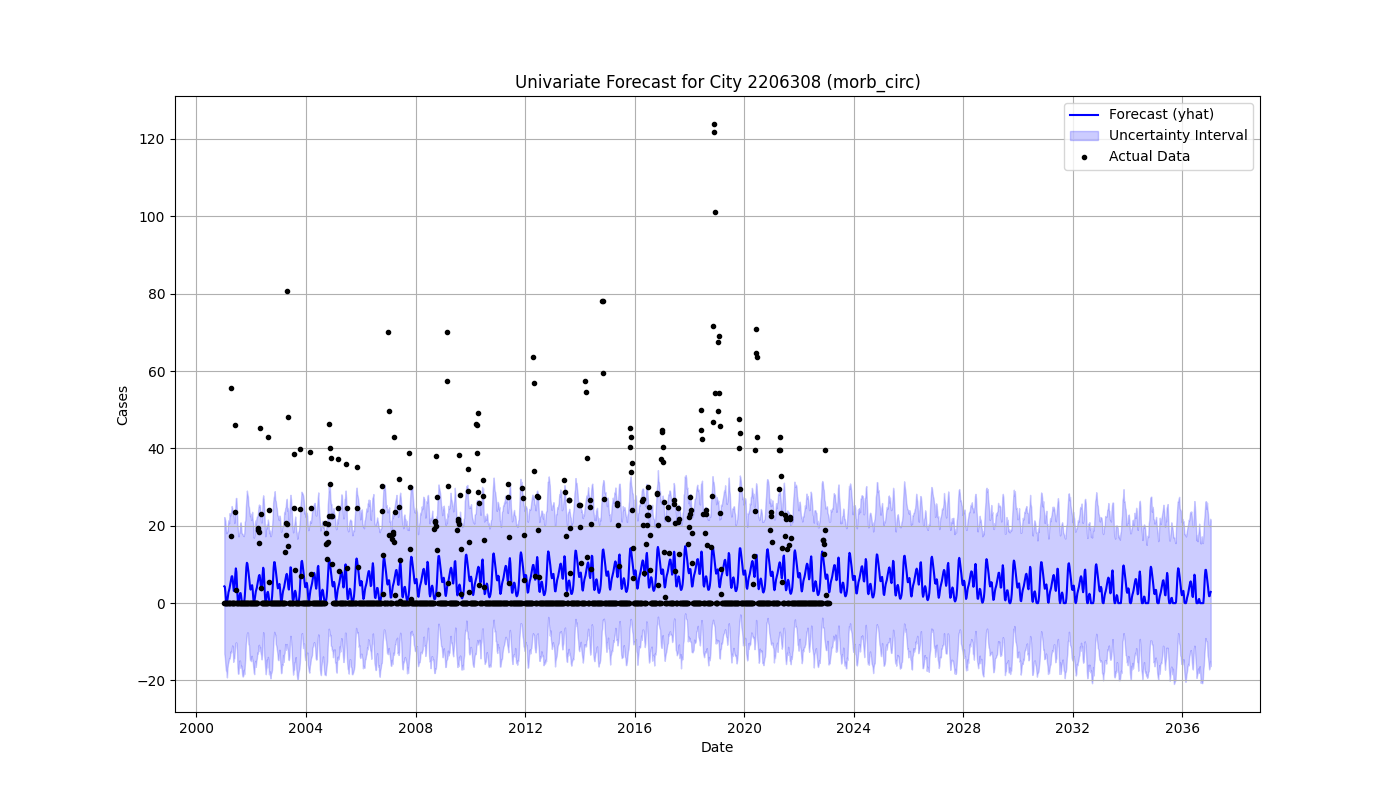 Univariate Forecast for City 2206308 (morb_circ)
Forecast (yhat)
Uncertainty Interval
Actual Data
120
100
80
60
40
20
0
−20
Cases
2000 2004 2008 2012 2016 2020 2024 2028 2032 2036
Date